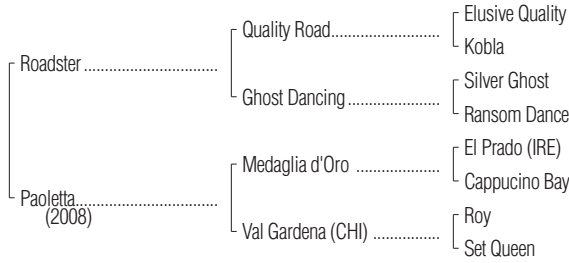 Elusive Quality
Quality Road
Kobla
Roadster
Silver Ghost
Ghost Dancing
Ransom Dance
El Prado (IRE)
Medaglia d'Oro
Cappucino Bay
Paoletta
(2008)
Roy
Val Gardena (CHI)
Set Queen